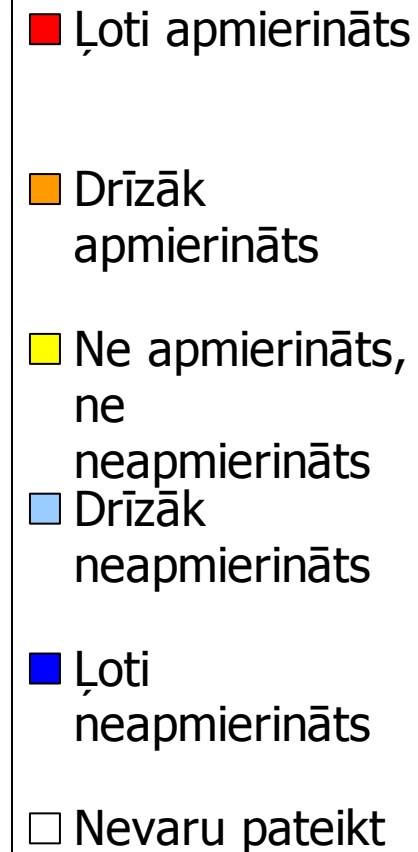 Ļoti apmierināts
Drīzāk
apmierināts
Ne apmierināts,
ne
neapmierināts
Drīzāk
neapmierināts
Ļoti
neapmierināts
Nevaru pateikt